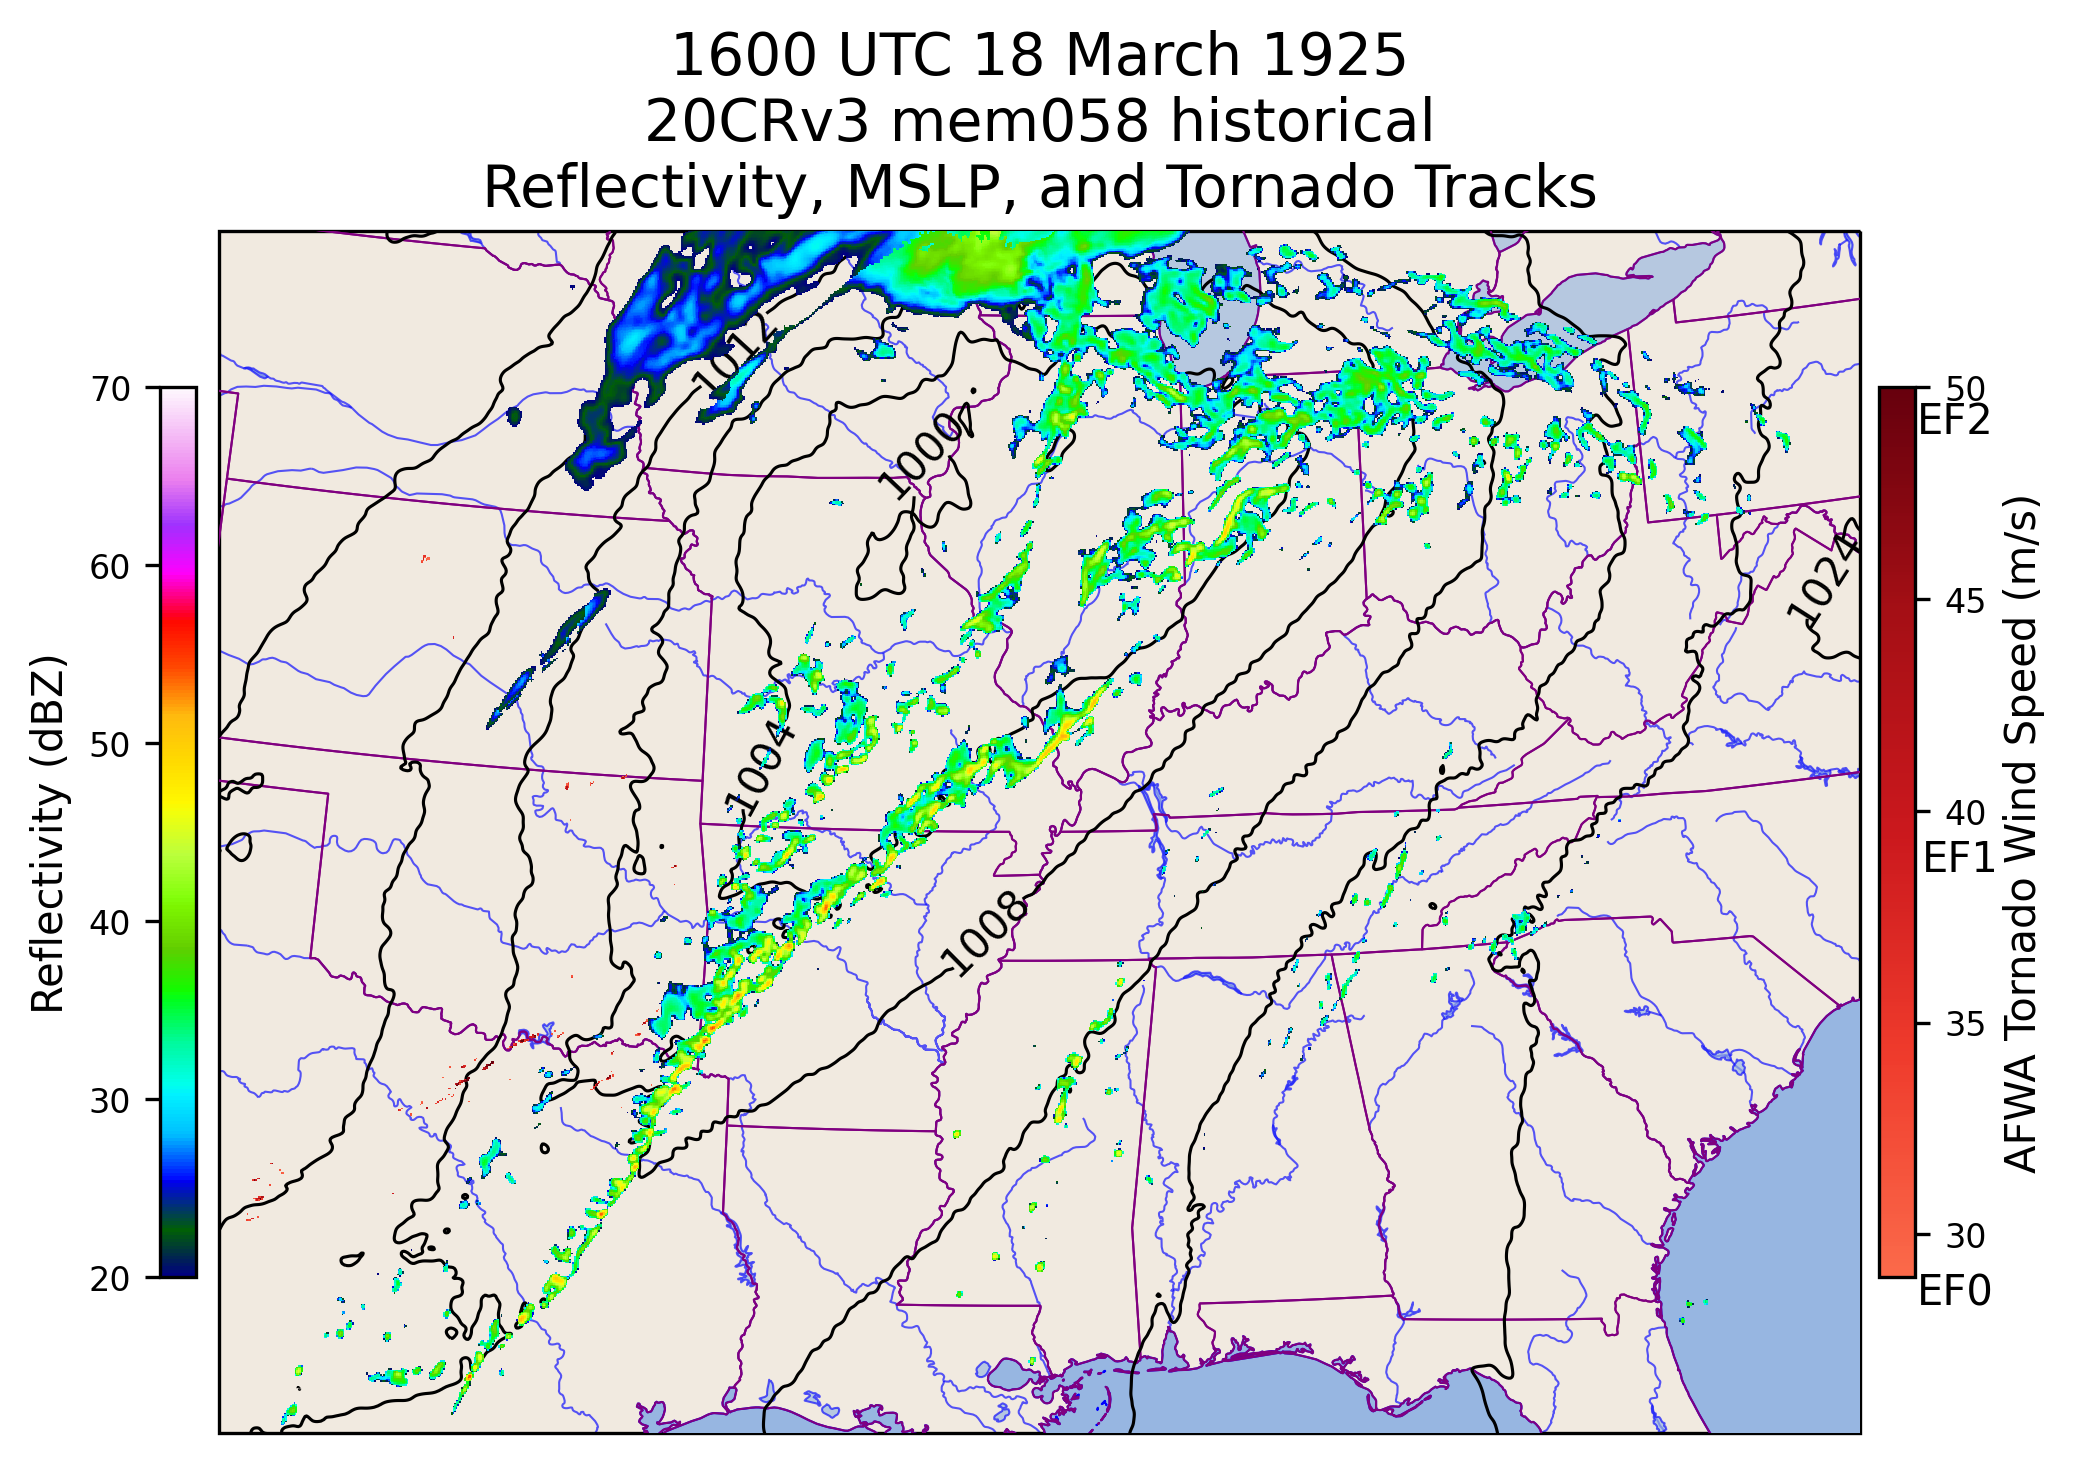 1600 UTC 18 March 1925
20CRv3 mem058 historical
Reflectivity, MSLP, and Tornado Tracks
70
60
50
40
30
20
Reflectivity (dBZ)
1000
1004
1008
1024
50
EF2
45
40
EF1
35
30
EF0
AFWA Tornado Wind Speed (m/s)